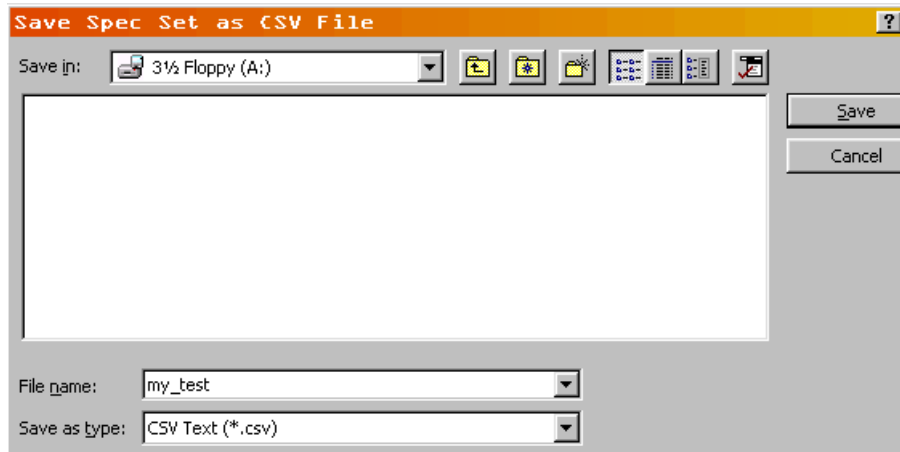 Save Spec Set as CSV File ?
Save in: 3½ Floppy (A:)
Save
Cancel
File name: my_test
Save as type: CSV Text (*.csv)